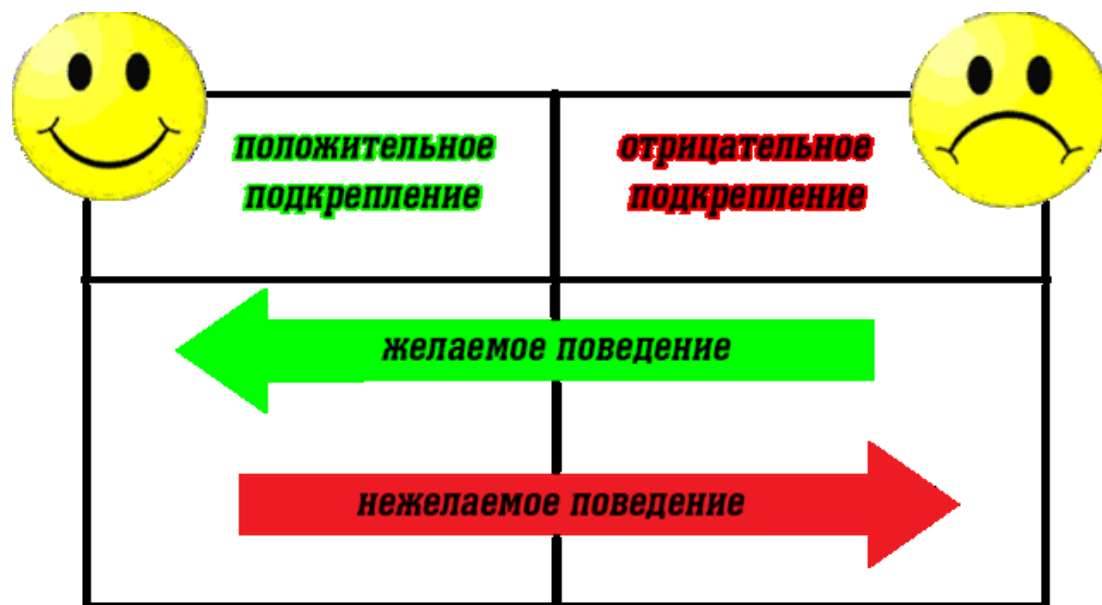 положительное
подкрепление
отрицательное
подкрепление
желаемое поведение
нежелаемое поведение